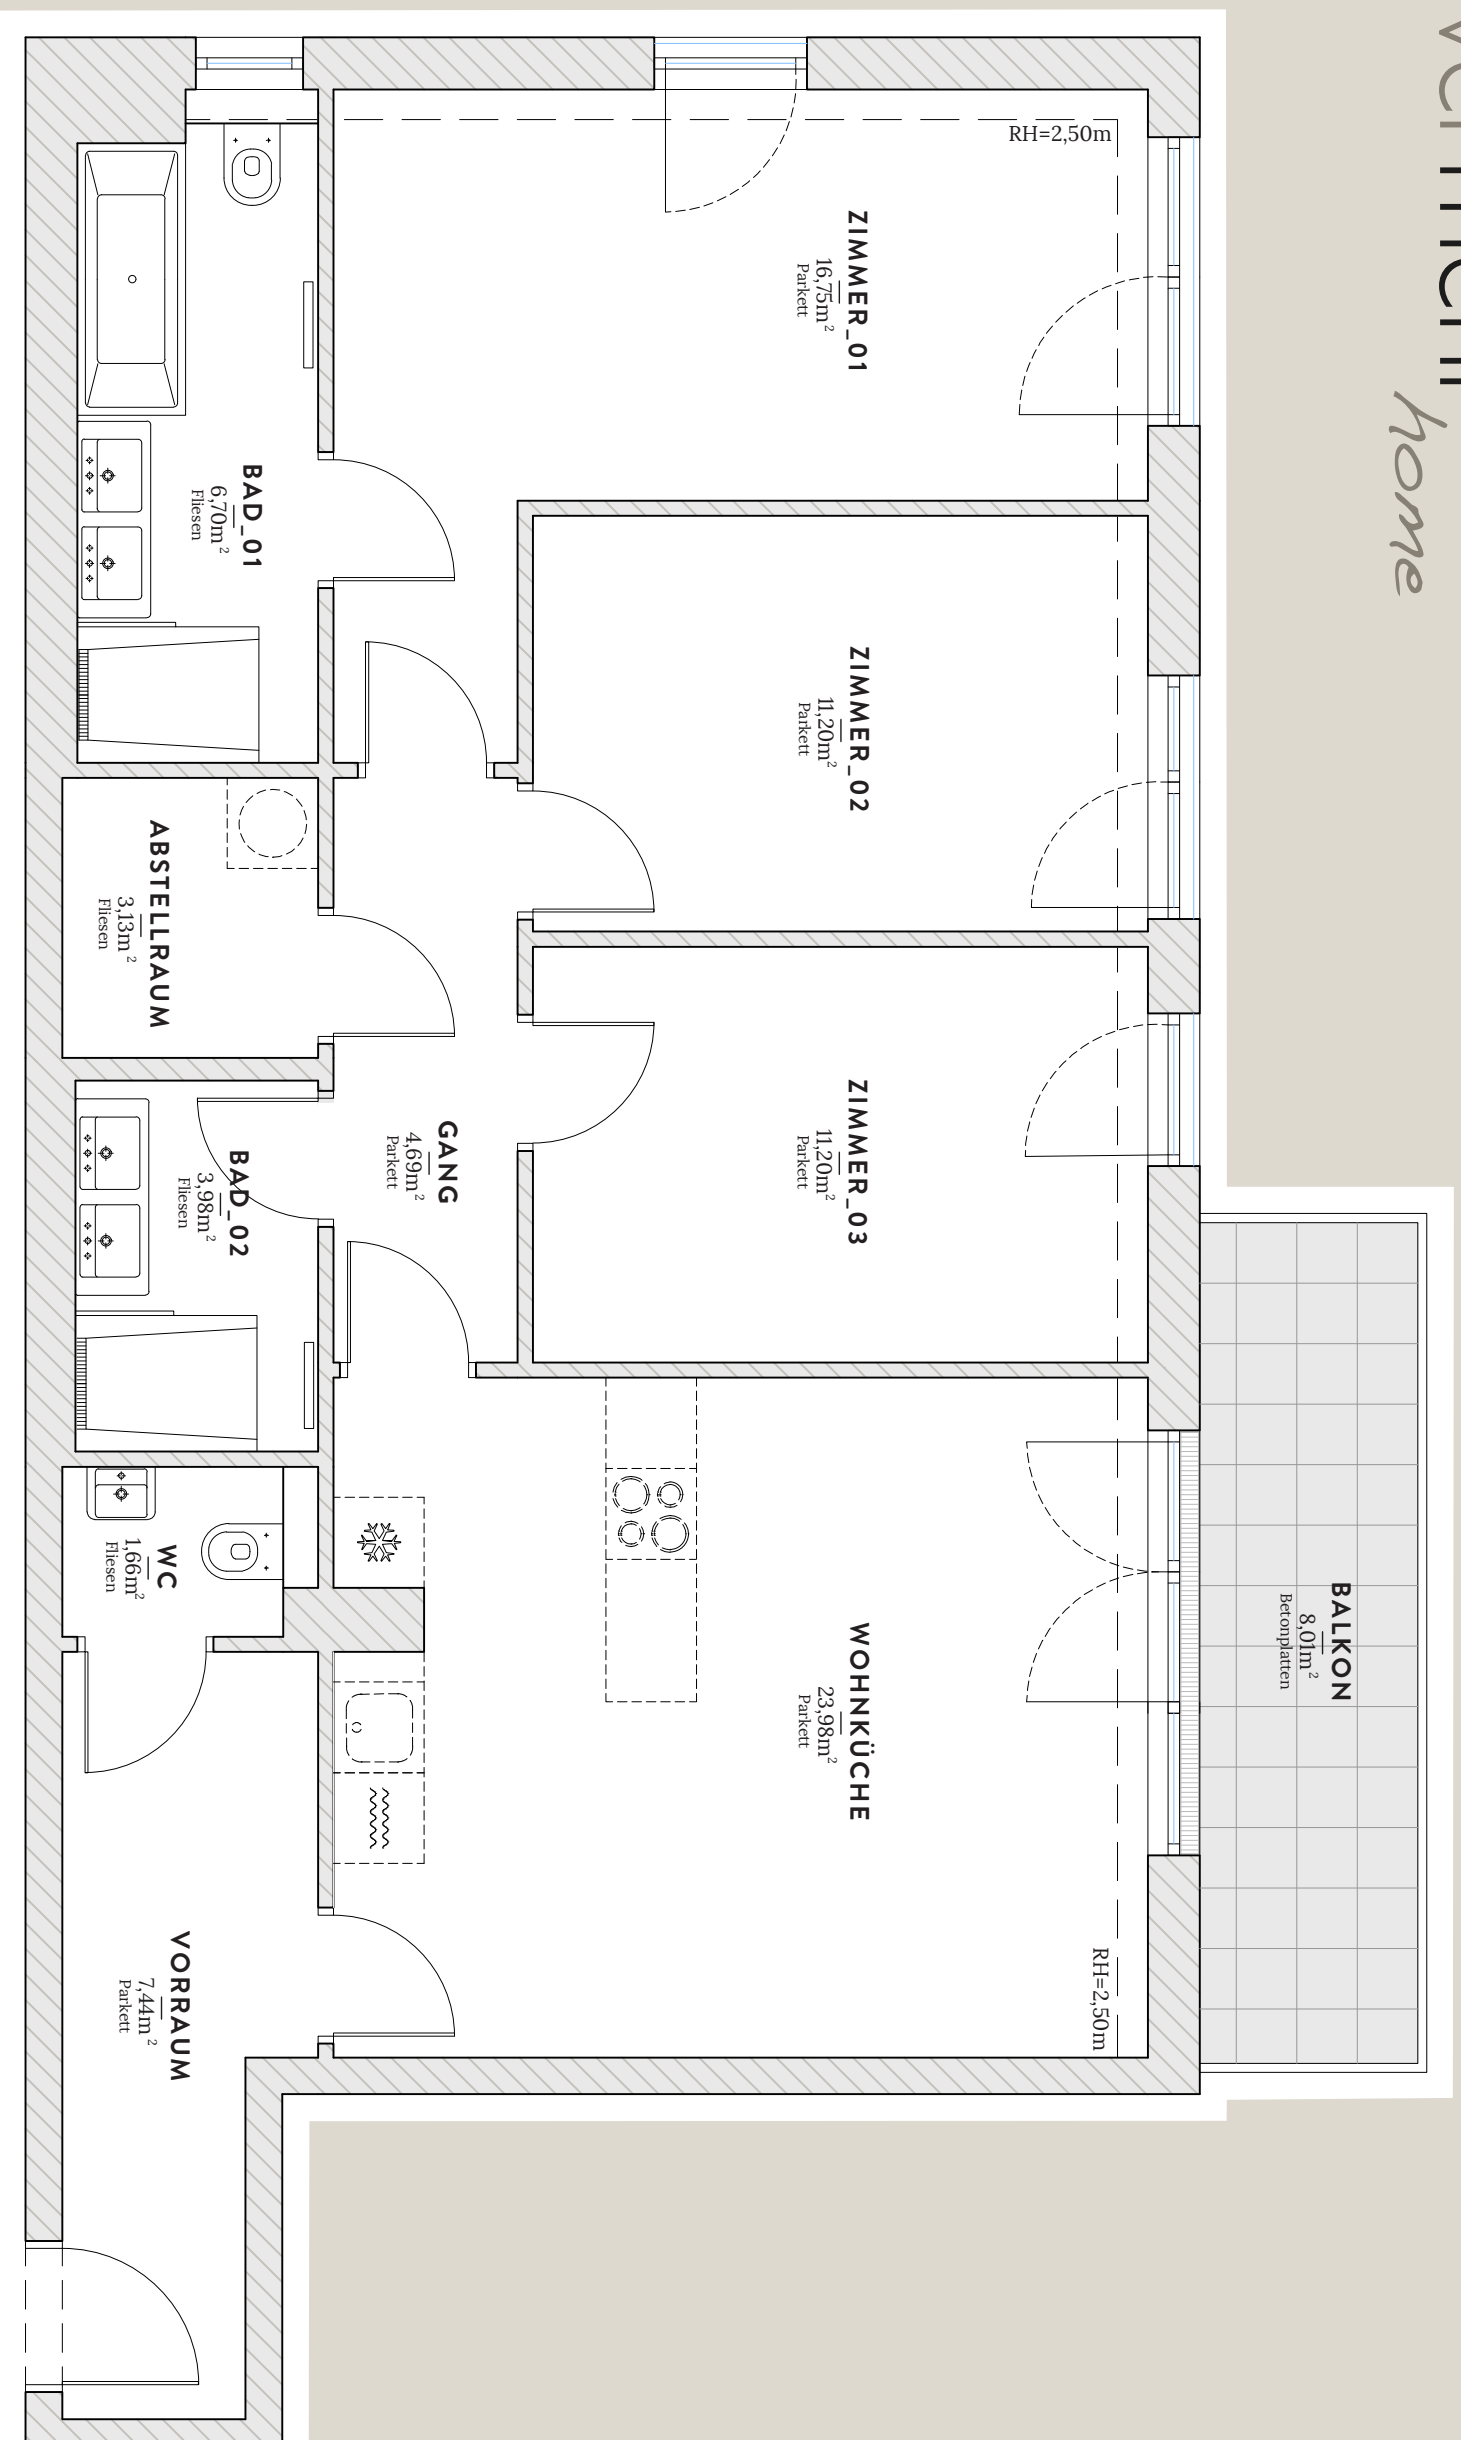 home
RH=2,50m
ZIMMER_01
16,75m²
Parkett
BAD_01
6,70m²
Fliesen
ZIMMER_02
11,20m²
Parkett
ABSTELLRAUM
3,13m²
Fliesen
ZIMMER_03
11,20m²
Parkett
GANG
4,69m²
Parkett
BAD_02
3,98m²
Fliesen
BALKON
8,01m²
Betonplatten
WOHNKÜCHE
23,98m²
Parkett
WC
1,66m²
Fliesen
VORRAUM
7,44m²
Parkett
RH=2,50m